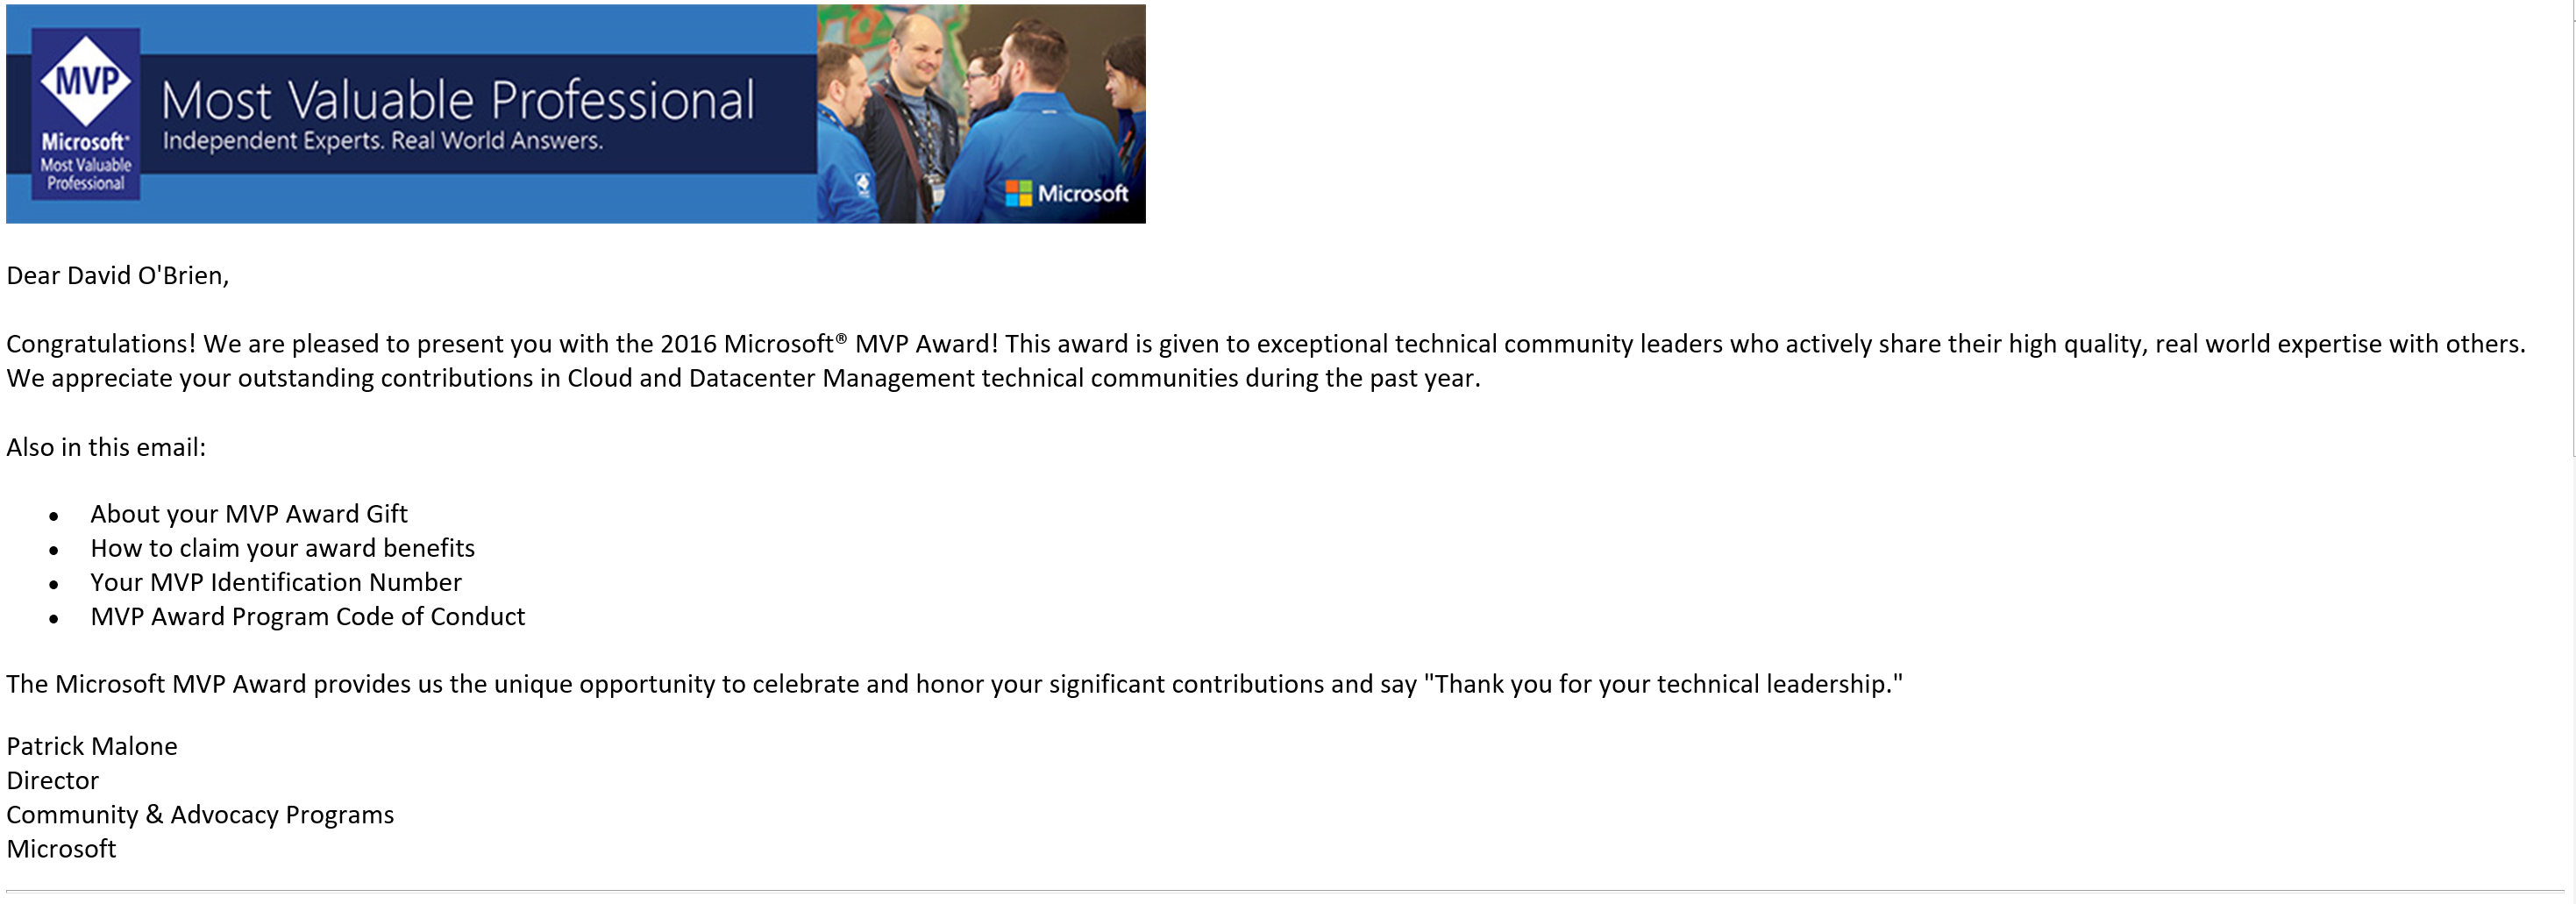 MVP
Microsoft®
Most Valuable
Professional
Most Valuable Professional
Independent Experts. Real World Answers.
Microsoft
Dear David O'Brien,
Congratulations! We are pleased to present you with the 2016 Microsoft® MVP Award! This award is given to exceptional technical community leaders who actively share their high quality, real world expertise with others.
We appreciate your outstanding contributions in Cloud and Datacenter Management technical communities during the past year.
Also in this email:
• About your MVP Award Gift
• How to claim your award benefits
• Your MVP Identification Number
• MVP Award Program Code of Conduct
The Microsoft MVP Award provides us the unique opportunity to celebrate and honor your significant contributions and say "Thank you for your technical leadership."
Patrick Malone
Director
Community & Advocacy Programs
Microsoft